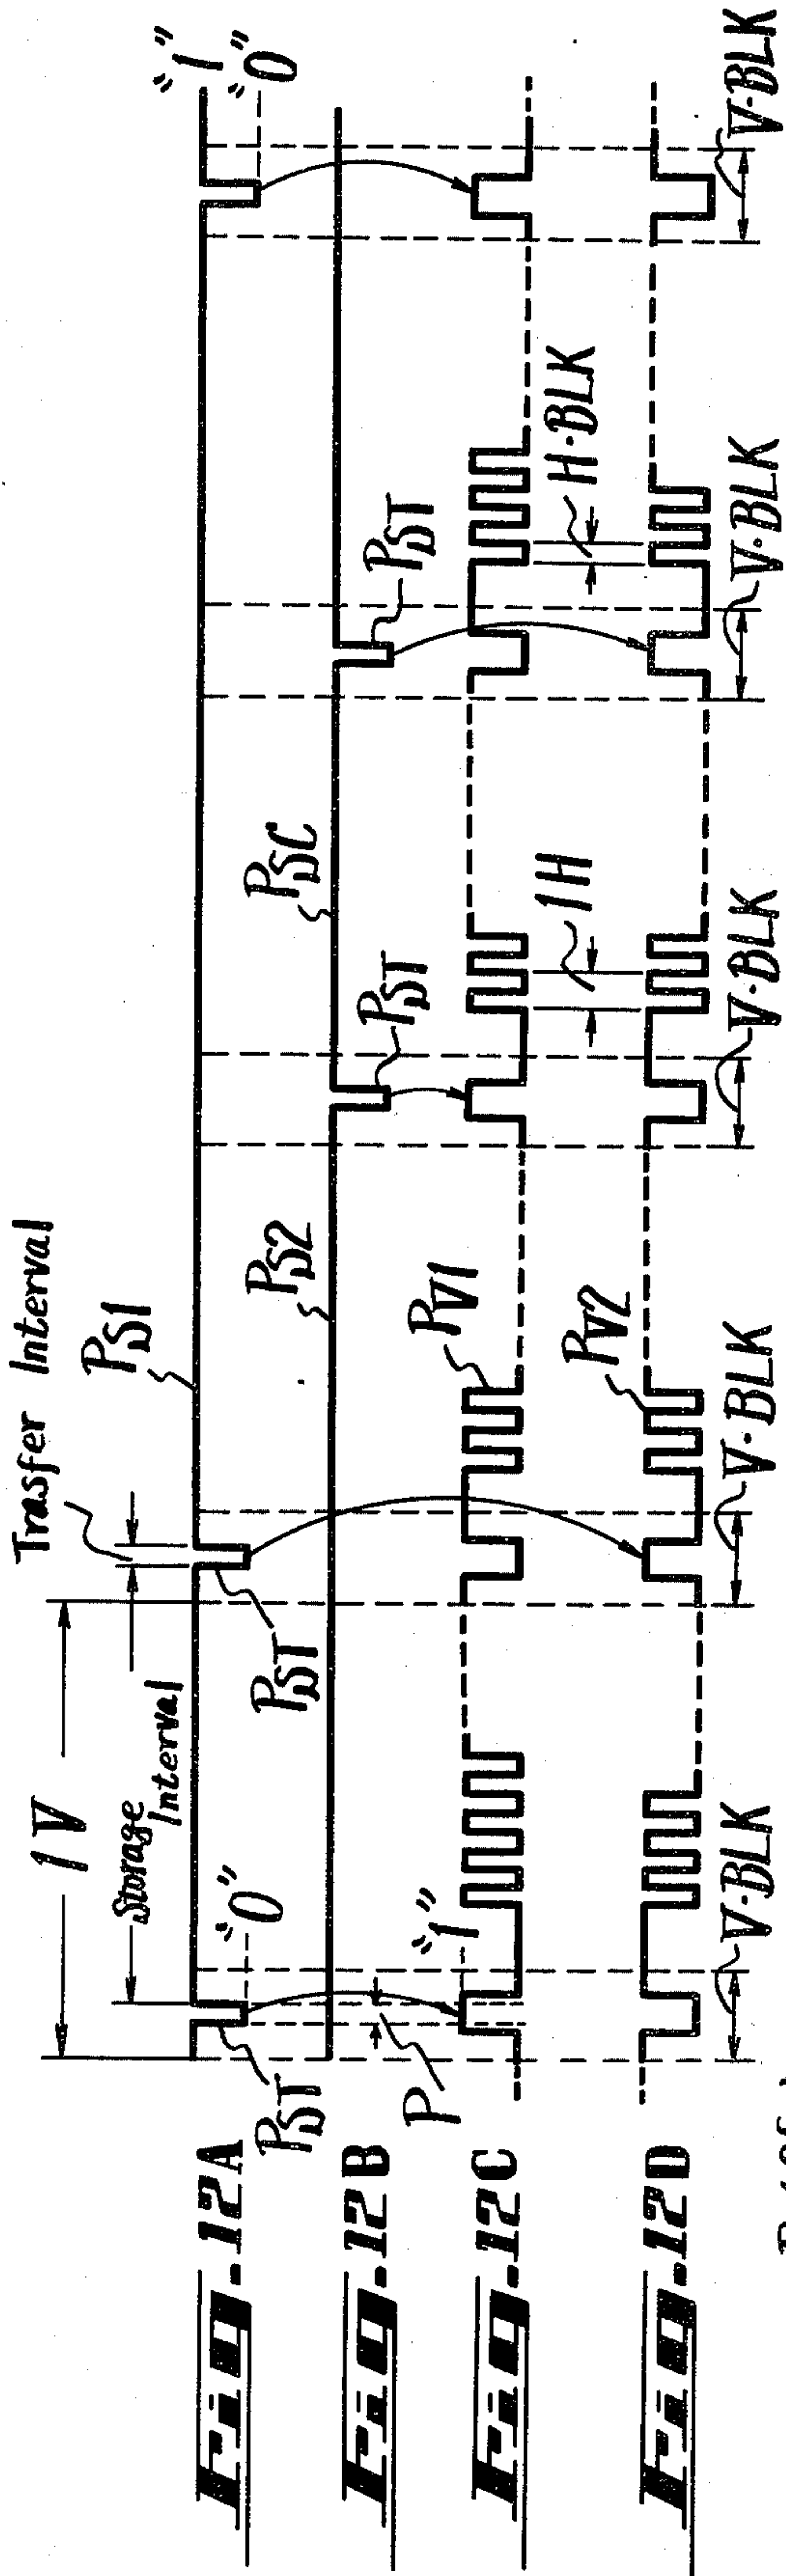 Fig. 12A
1V
Storage Interval
Trasfer Interval
PST
"0"
PST
PS1
"1"
"0"
Fig. 12B
PS2
PST
PSC
PST
Fig. 12C
P
"1"
PV1
1H
H·BLK
Fig. 12D
PV2
V·BLK
V·BLK
V·BLK
V·BLK
V·BLK